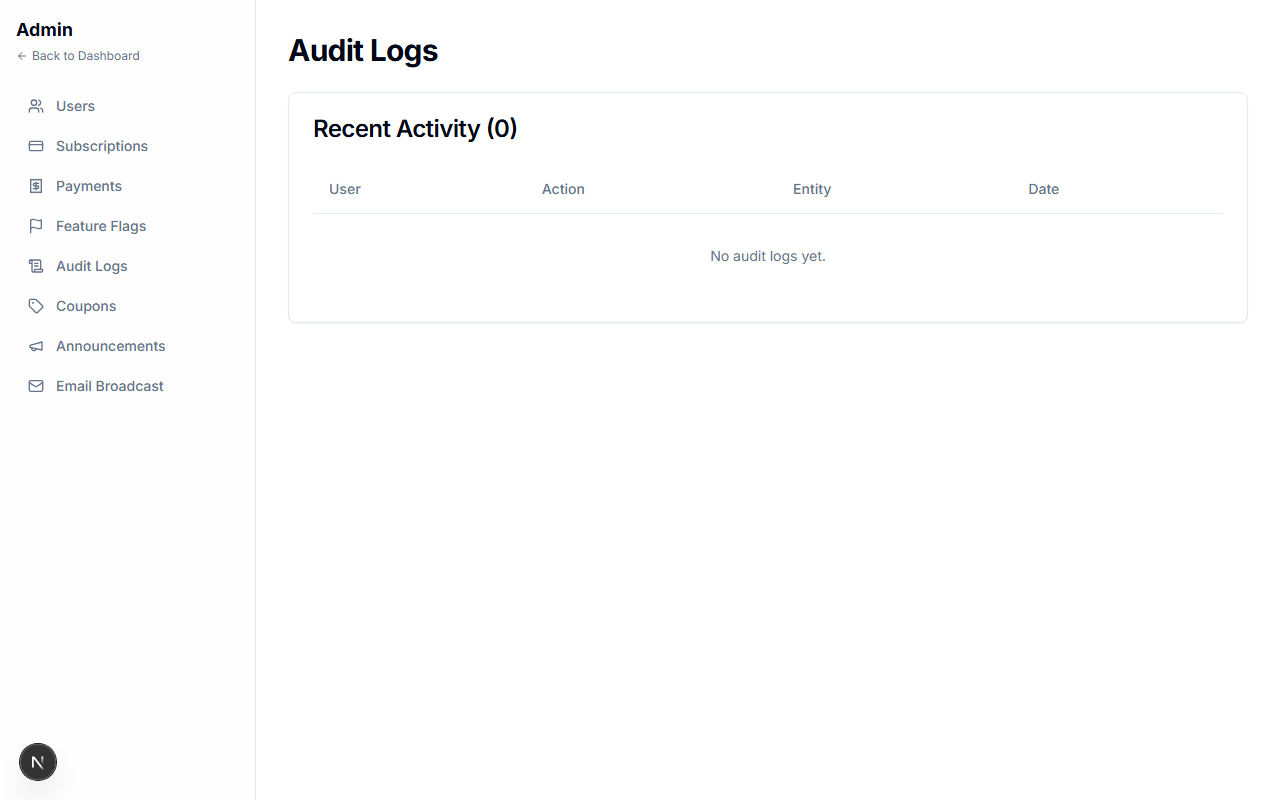 Admin
← Back to Dashboard
Users
Subscriptions
Payments
Feature Flags
Audit Logs
Coupons
Announcements
Email Broadcast
N
Audit Logs
Recent Activity (0)
User Action Entity Date
No audit logs yet.